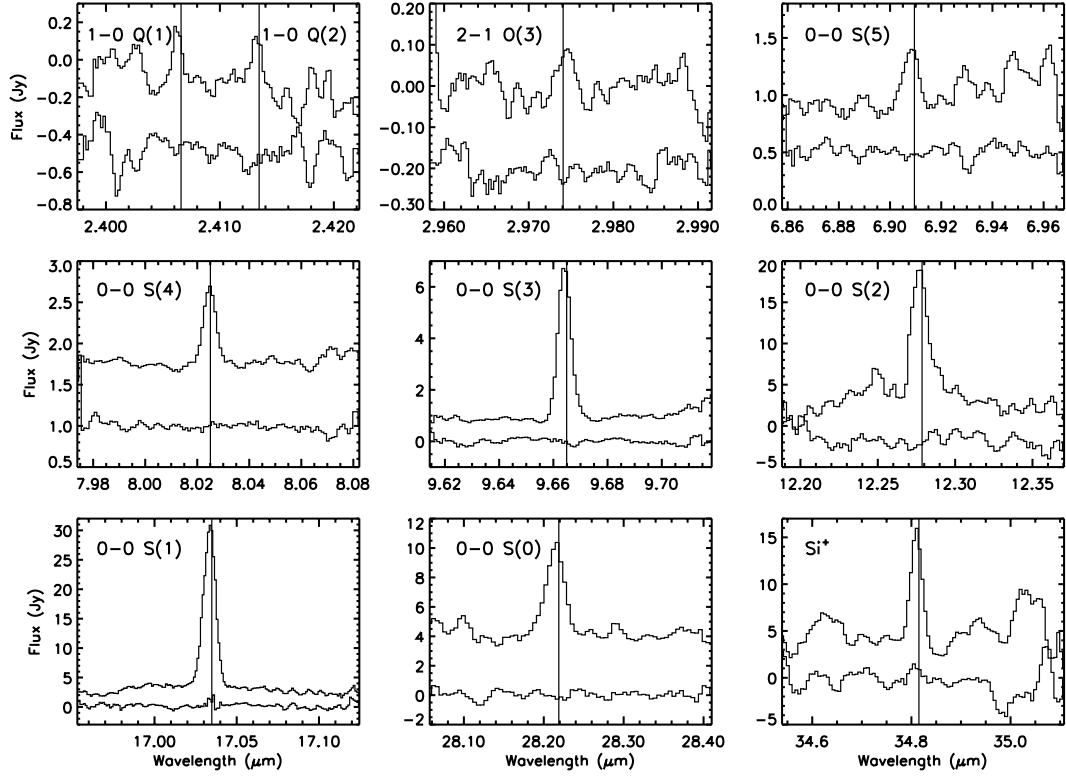 1-0 Q(1) 1-0 Q(2)
2-1 O(3)
0-0 S(5)
Flux (Jy)
0.2
0.0
-0.2
-0.4
-0.6
-0.8
2.400 2.410 2.420
0.20
0.10
0.00
-0.10
-0.20
-0.30
2.960 2.970 2.980 2.990
1.5
1.0
0.5
0.0
6.86 6.88 6.90 6.92 6.94 6.96
0-0 S(4)
0-0 S(3)
0-0 S(2)
Flux (Jy)
3.0
2.5
2.0
1.5
1.0
0.5
7.98 8.00 8.02 8.04 8.06 8.08
6
4
2
0
9.62 9.64 9.66 9.68 9.70
20
15
10
5
0
-5
12.20 12.25 12.30 12.35
0-0 S(1)
0-0 S(0)
Si+
Flux (Jy)
30
25
20
15
10
5
0
17.00 17.05 17.10
Wavelength (μm)
12
10
8
6
4
2
0
-2
28.10 28.20 28.30 28.40
Wavelength (μm)
15
10
5
0
-5
34.6 34.8 35.0
Wavelength (μm)